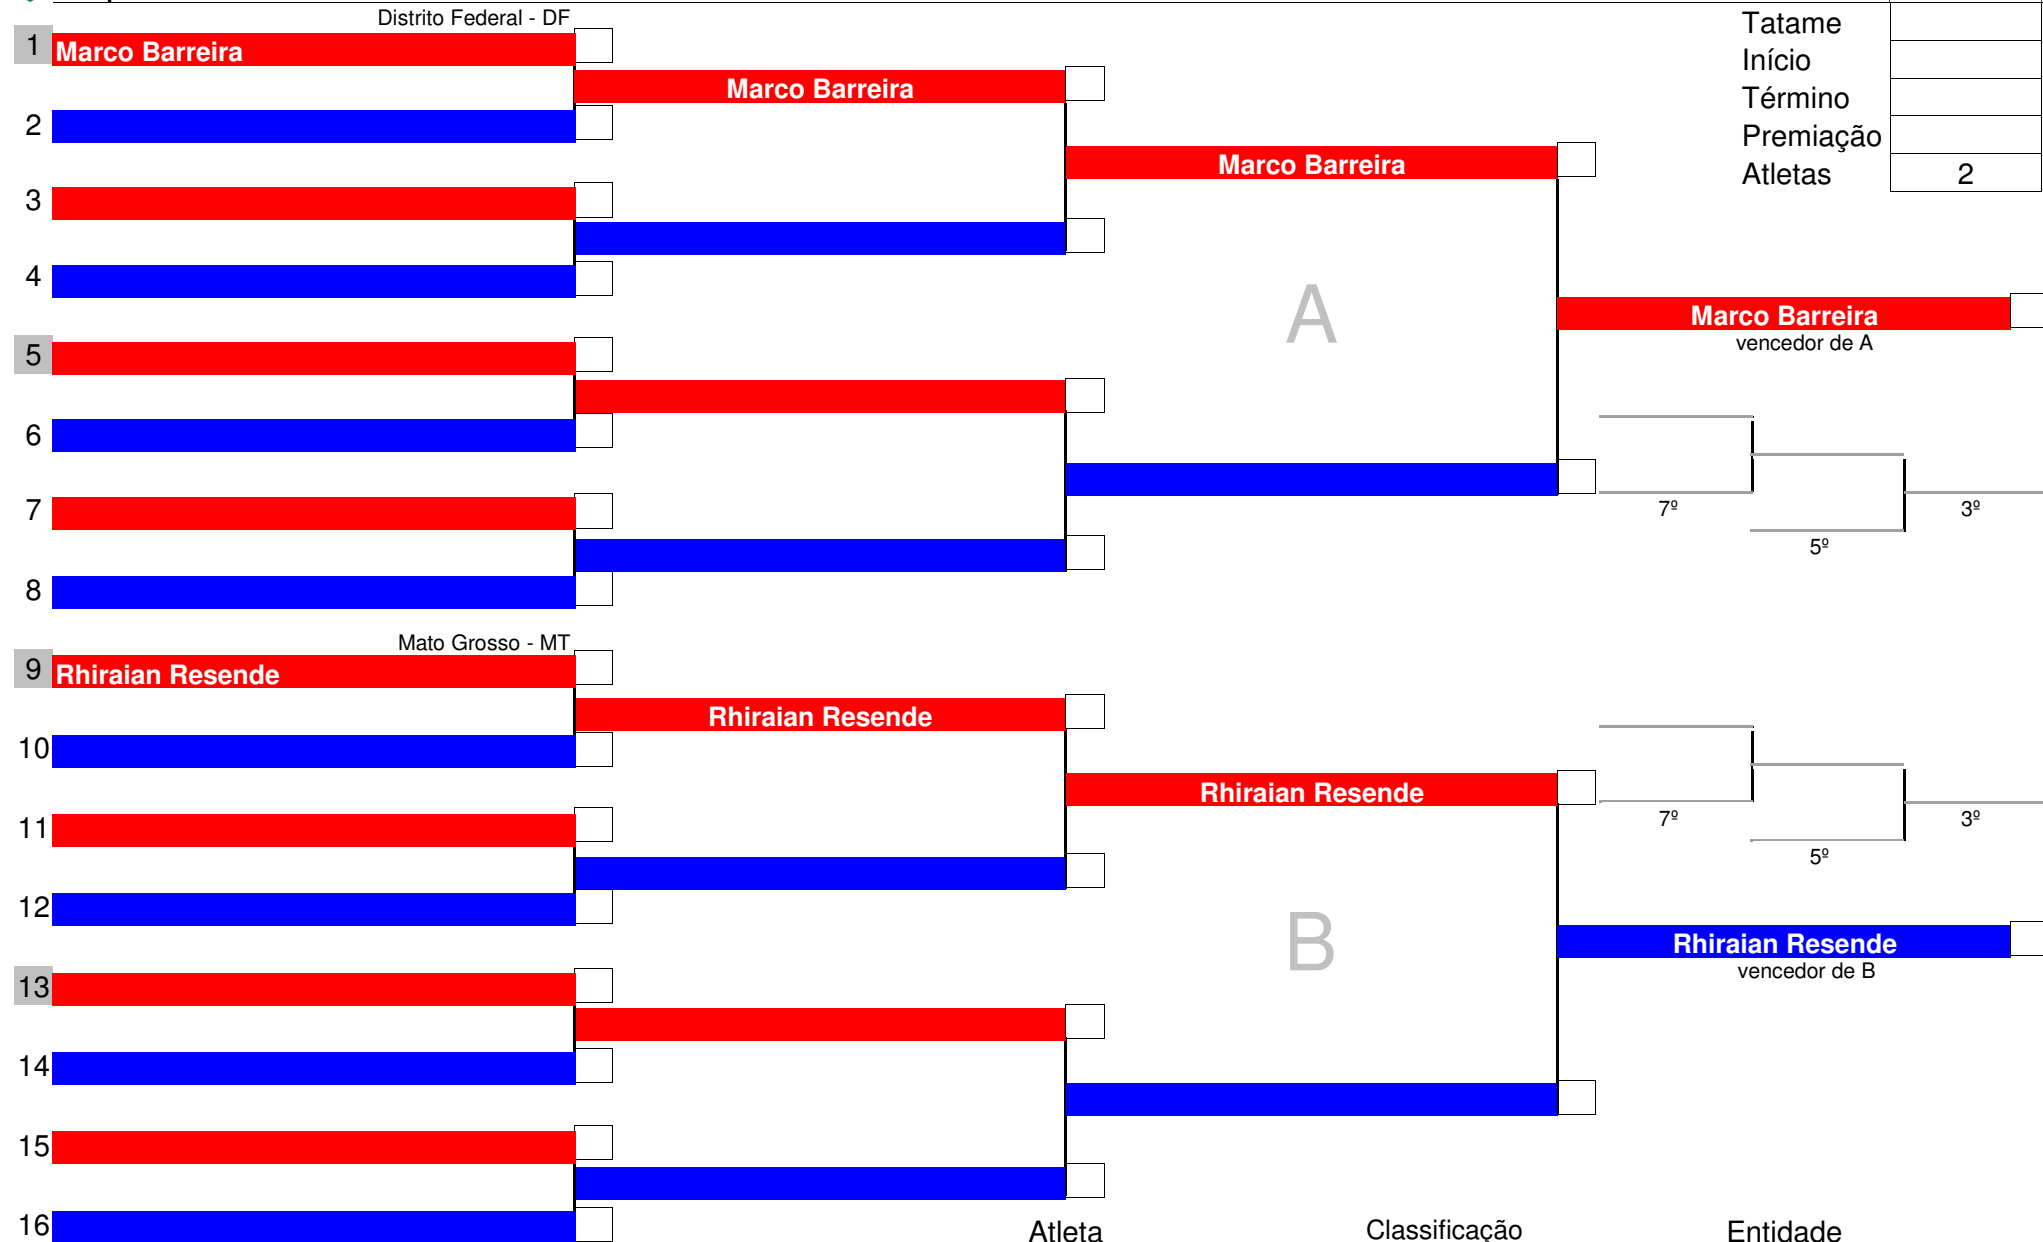 Distrito Federal - DF
Tatame
1 Marco Barreira
Marco Barreira
Início
Término
2
Premiação
Marco Barreira
Atletas 2
3
4
Marco Barreira
A
vencedor de A
5
6
7
7º 3º
5º
8
Mato Grosso - MT
9 Rhiraian Resende
Rhiraian Resende
10
Rhiraian Resende
11
7º 3º
5º
12
B
Rhiraian Resende
vencedor de B
13
14
15
16
Atleta Classificação Entidade